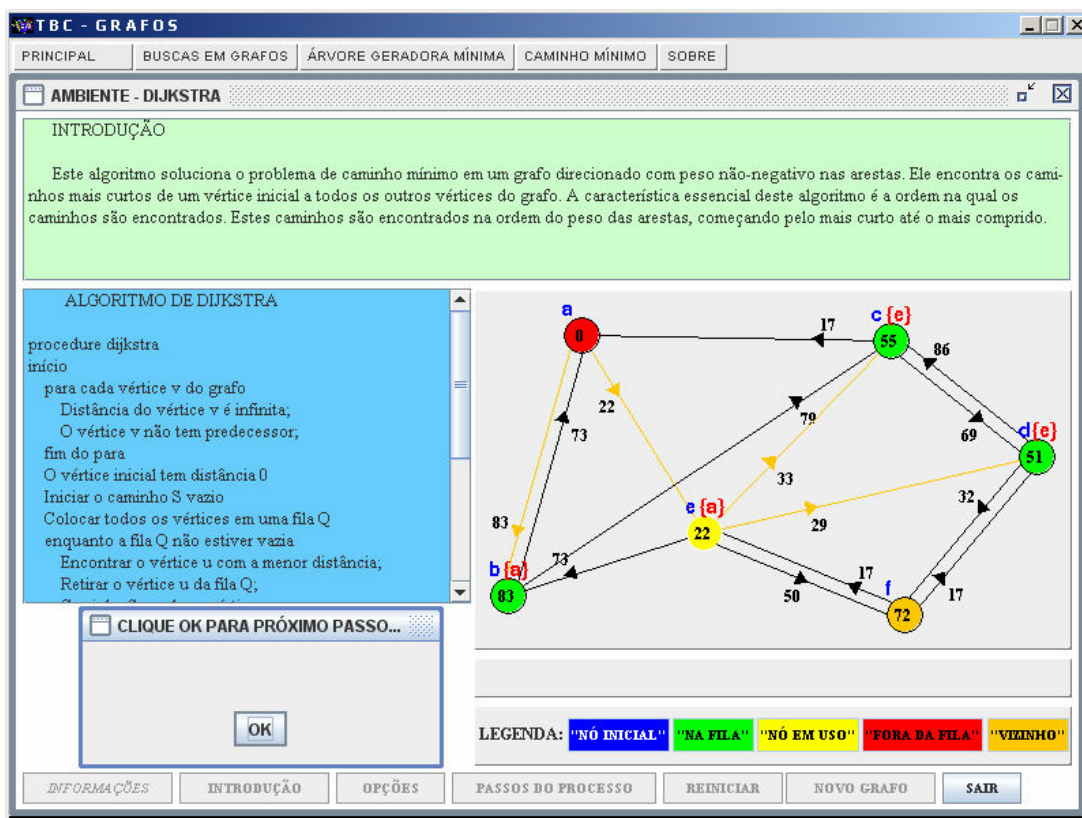 TBC - GRAFOS
PRINCIPAL BUSCAS EM GRAFOS ÁRVORE GERADORA MÍNIMA CAMINHO MÍNIMO SOBRE
AMBIENTE - DIJKSTRA
INTRODUÇÃO
Este algoritmo soluciona o problema de caminho mínimo em um grafo direcionado com peso não-negativo nas arestas. Ele encontra os cami-
nhos mais curtos de um vértice inicial a todos os outros vértices do grafo. A característica essencial deste algoritmo é a ordem na qual os
caminhos são encontrados. Estes caminhos são encontrados na ordem do peso das arestas, começando pelo mais curto até o mais comprido.
ALGORITMO DE DIJKSTRA
procedure dijkstra
início
para cada vértice v do grafo
Distância do vértice v é infinita;
O vértice v não tem predecessor;
fim do para
O vértice inicial tem distância 0
Iniciar o caminho S vazio
Colocar todos os vértices em uma fila Q
enquanto a fila Q não estiver vazia
Encontrar o vértice u com a menor distância;
Retirar o vértice u da fila Q;
a
0
c {e}
55
17
86
22
79
73
69
d{e}
51
33
32
e {a}
22
29
83
73
b {a}
83
17
50
f
72
17
CLIQUE OK PARA PRÓXIMO PASSO...
OK
LEGENDA: "NÓ INICIAL" "NA FILA" "NÓ EM USO" "FORA DA FILA" "VIZINHO"
INFORMAÇÕES INTRODUÇÃO OPÇÕES PASSOS DO PROCESSO REINICIAR NOVO GRAFO SAIR